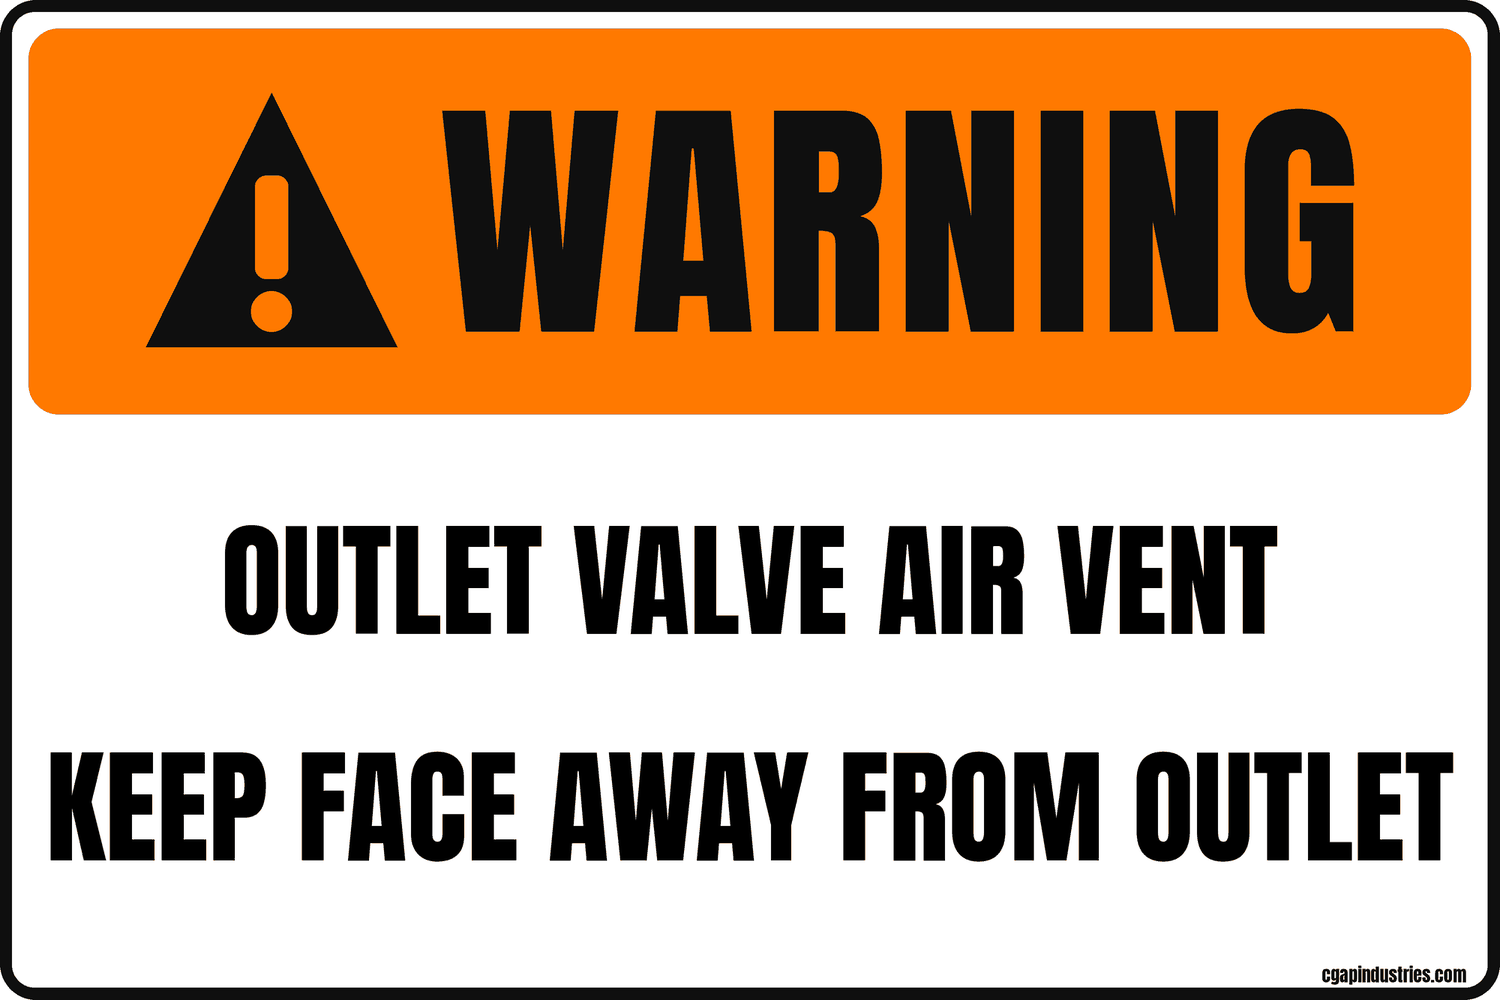 WARNING
OUTLET VALVE AIR VENT
KEEP FACE AWAY FROM OUTLET
cgapindustries.com